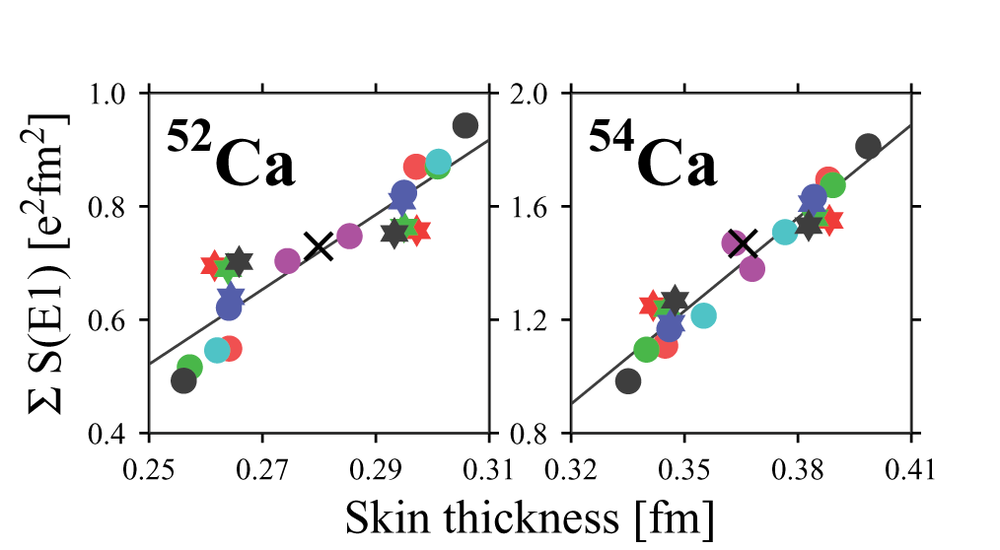 Σ S(E1) [e²fm²]
1.0
0.8
0.6
0.4
⁵²Ca
0.25 0.27 0.29 0.31
2.0
1.6
1.2
0.8
⁵⁴Ca
0.32 0.35 0.38 0.41
Skin thickness [fm]